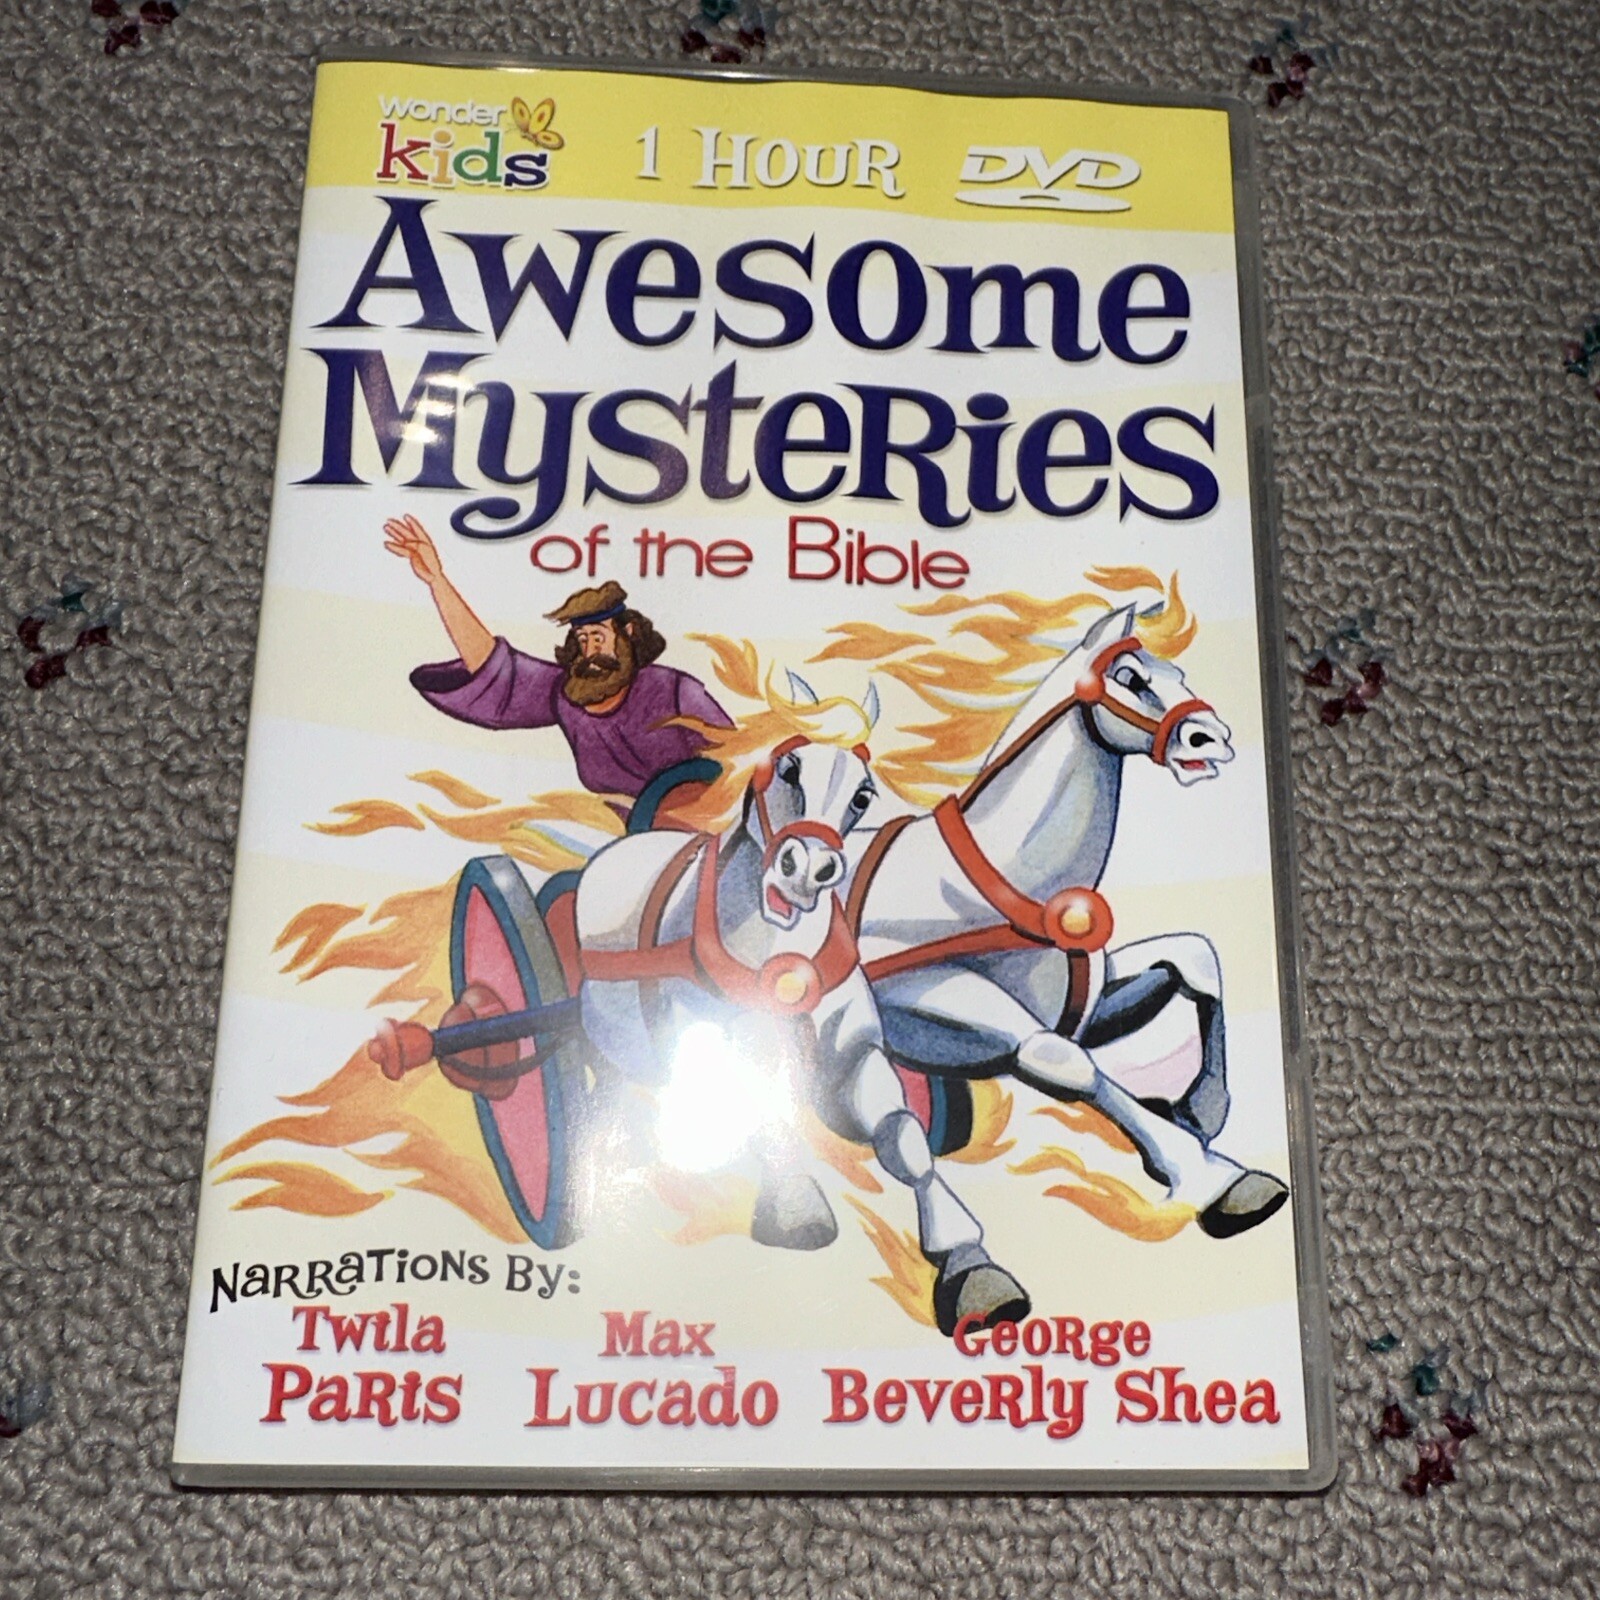 wonder
kids
1 HOUR DVD
Awesome
Mysteries
of the Bible
Narrations By:
Twila Paris
Max Lucado
George Beverly Shea